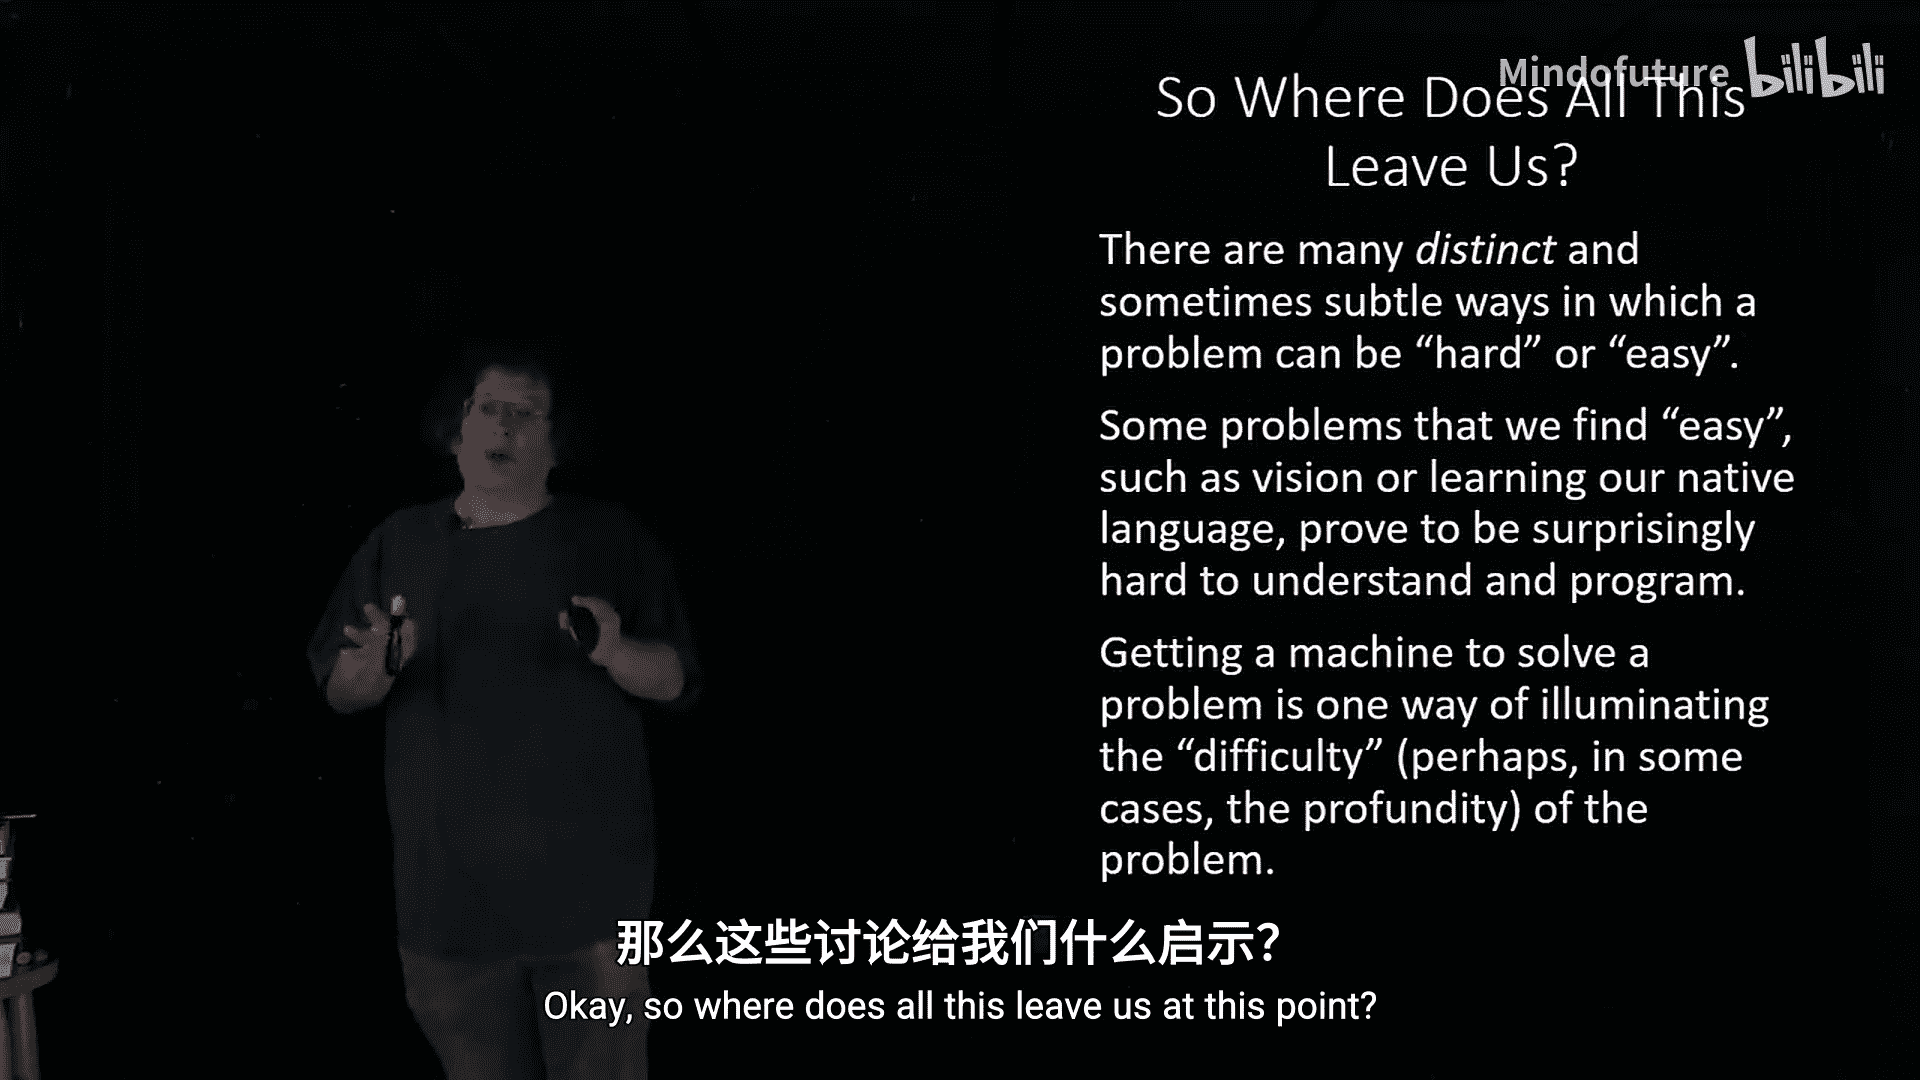 Mindofuture bilibili
So Where Does All This
Leave Us?
There are many distinct and
sometimes subtle ways in which a
problem can be “hard” or “easy”.
Some problems that we find “easy”,
such as vision or learning our native
language, prove to be surprisingly
hard to understand and program.
Getting a machine to solve a
problem is one way of illuminating
the “difficulty” (perhaps, in some
cases, the profundity) of the
problem.
那么这些讨论给我们什么启示？
Okay, so where does all this leave us at this point?